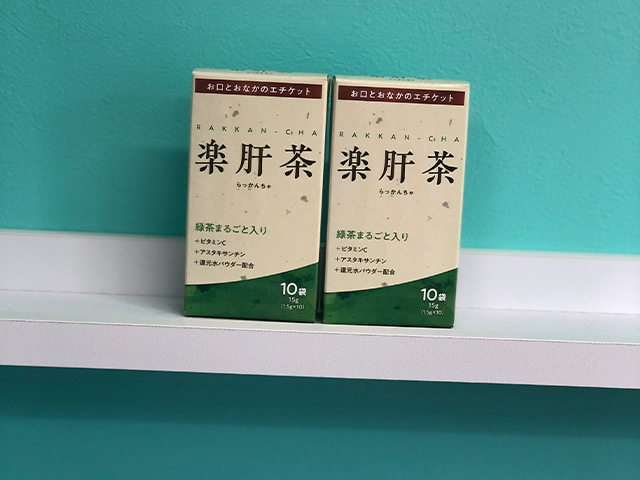 お口とおなかのエチケット
RAKKAN-CHA
楽肝茶
らっかんちゃ
緑茶まるごと入り
+ビタミンC
+アスタキサンチン
+還元水パウダー配合
10袋
15g
(1.5g×10)
お口とおなかのエチケット
RAKKAN-CHA
楽肝茶
らっかんちゃ
緑茶まるごと入り
+ビタミンC
+アスタキサンチン
+還元水パウダー配合
10袋
15g
(1.5g×10)